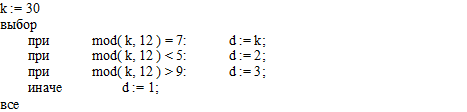 k := 30
выбор
при mod( k, 12 ) = 7: d := k;
при mod( k, 12 ) < 5: d := 2;
при mod( k, 12 ) > 9: d := 3;
иначе d := 1;
все